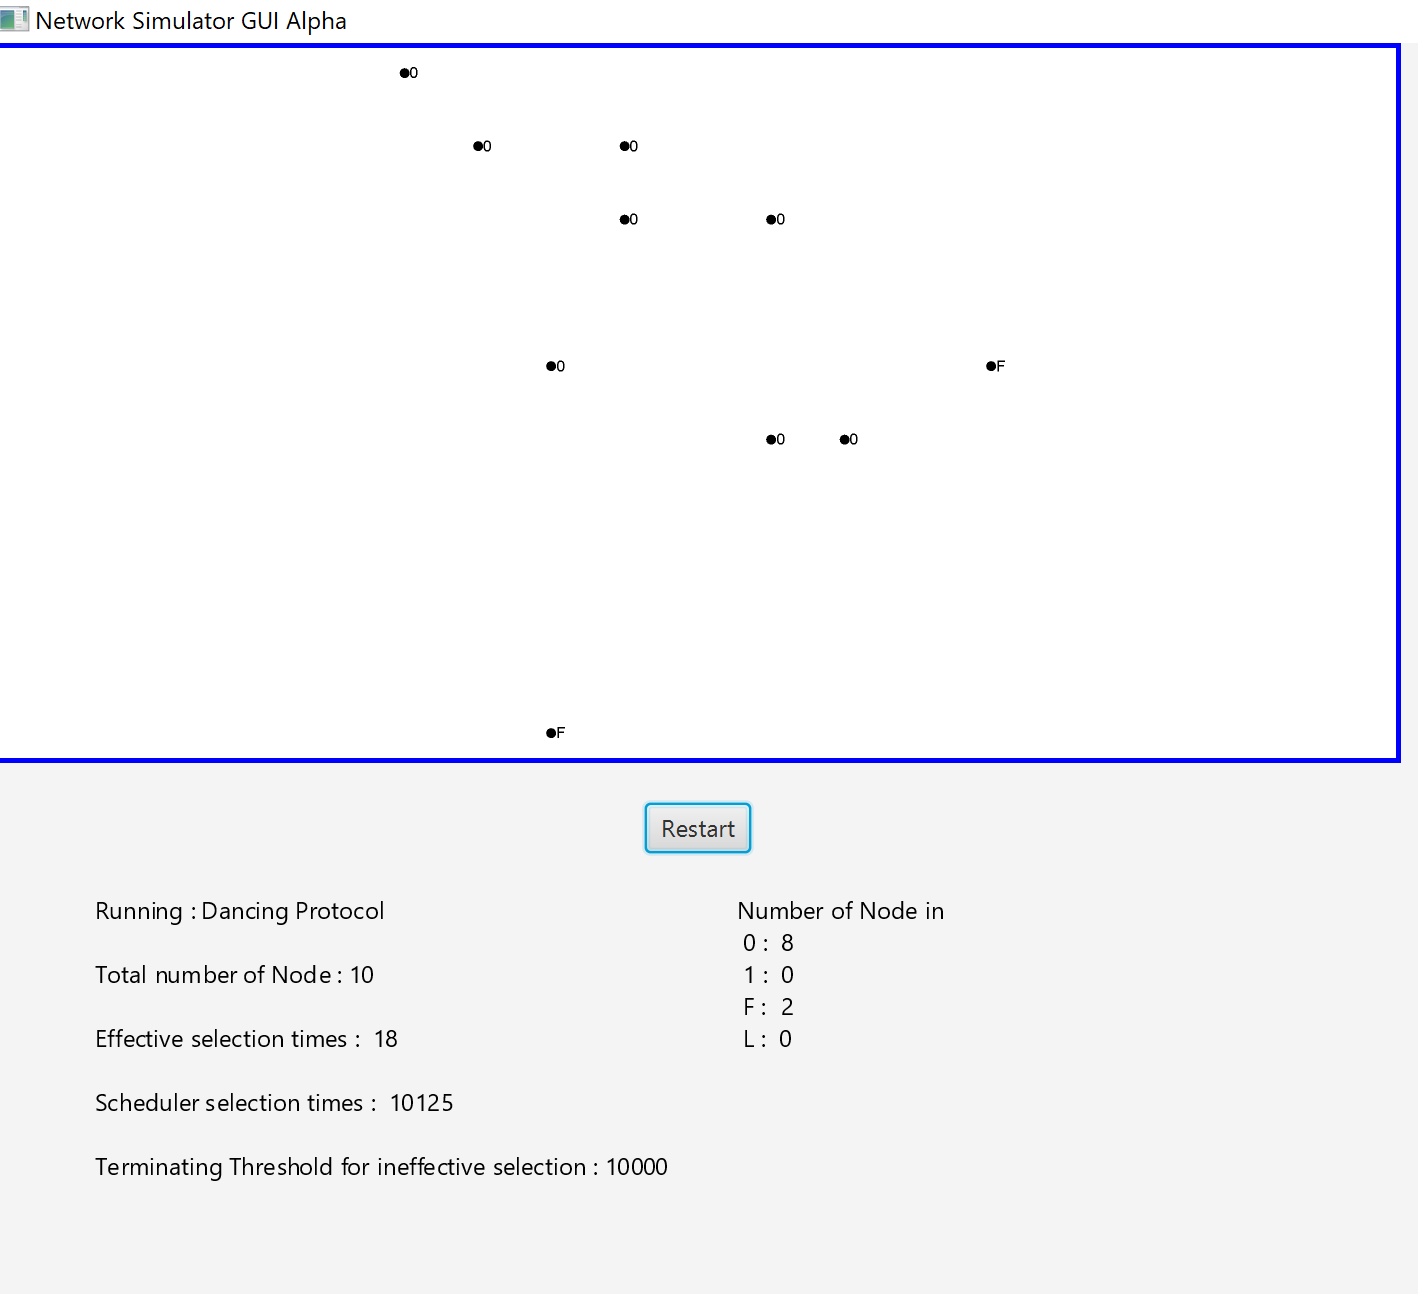 Network Simulator GUI Alpha
0
0 0
0 0
0 F
0 0
F
Restart
Running : Dancing Protocol
Total number of Node : 10
Effective selection times : 18
Scheduler selection times : 10125
Terminating Threshold for ineffective selection : 10000
Number of Node in
0 : 8
1 : 0
F : 2
L : 0